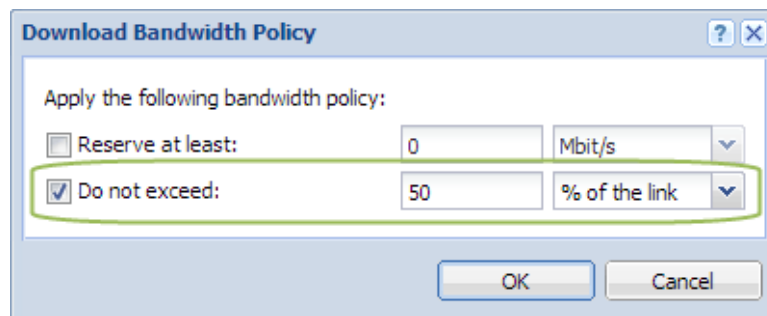 Download Bandwidth Policy ?
Apply the following bandwidth policy:
Reserve at least: 0 Mbit/s
Do not exceed: 50 % of the link
OK Cancel